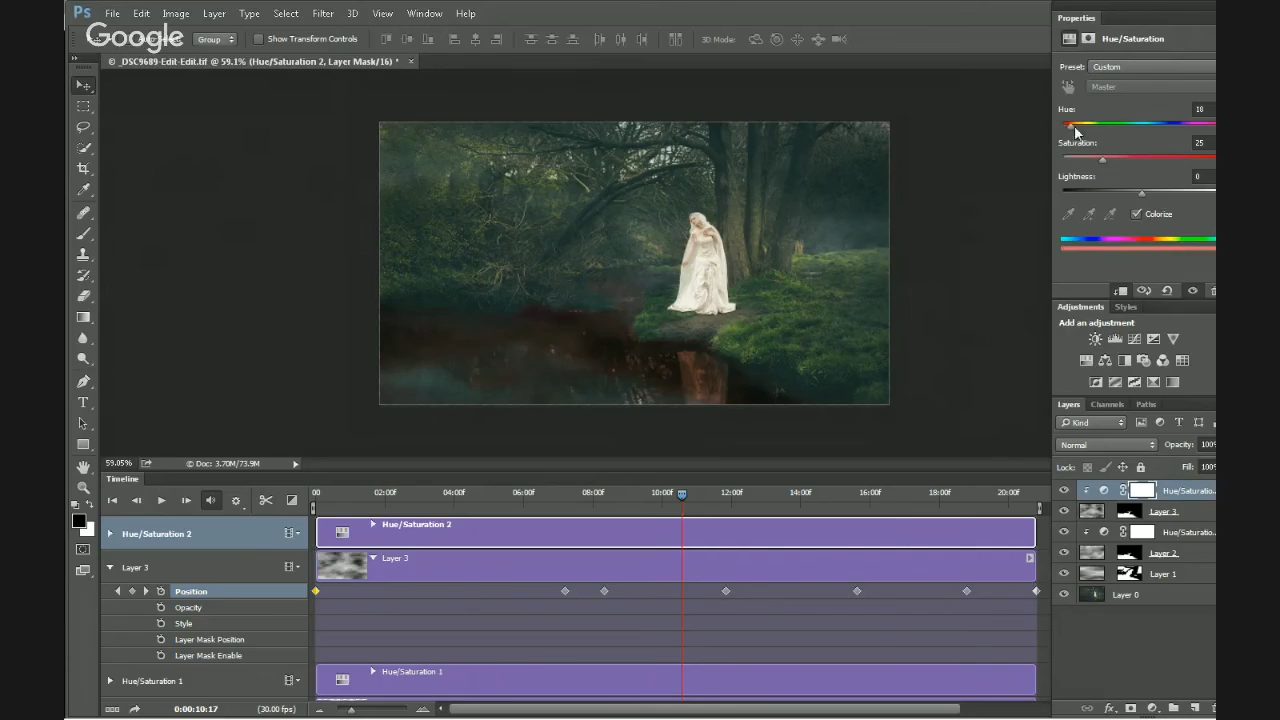 Ps File Edit Image Layer Type Select Filter 3D View Window Help
Google
Group Show Transform Controls 3D Mode:
© _DSC9689-Edit-Edit.tif @ 59.1% (Hue/Saturation 2, Layer Mask/16) * ×
Properties
Hue/Saturation
Preset: Custom
Master
Hue: 18
Saturation: 25
Lightness: 0
Colorize
Adjustments Styles
Add an adjustment
Layers Channels Paths
Kind
Normal Opacity: 100%
Lock: Fill: 100%
Hue/Saturatio...
Layer 3
Hue/Saturatio...
Layer 2
Layer 1
Layer 0
59.05% © Doc: 3.70M/73.9M
Timeline
00 02:00f 04:00f 06:00f 08:00f 10:00f 12:00f 14:00f 16:00f 18:00f 20:00f
Hue/Saturation 2 Hue/Saturation 2
Layer 3 Layer 3
Position
Opacity
Style
Layer Mask Position
Layer Mask Enable
Hue/Saturation 1 Hue/Saturation 1
0:00:10:17 (30.00 fps)